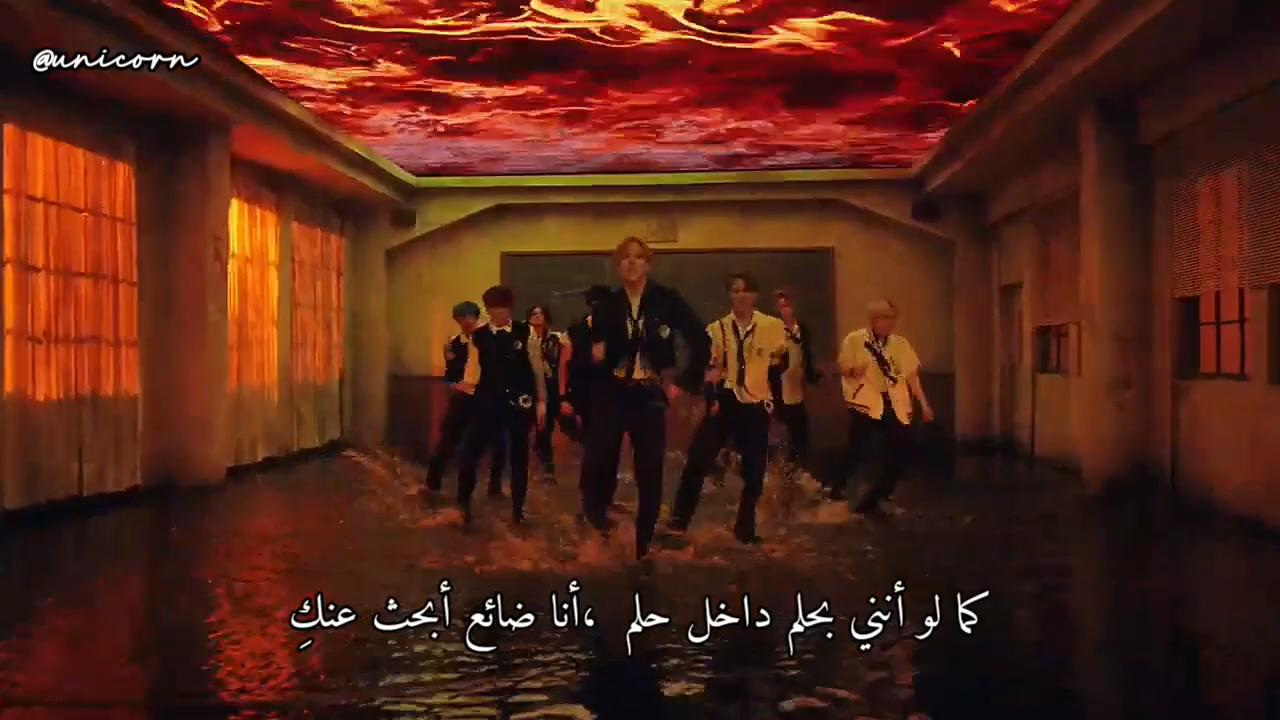 @unicorn
كما لو أنني بحلم داخل حلم ،أنا ضائع أبحث عنكِ